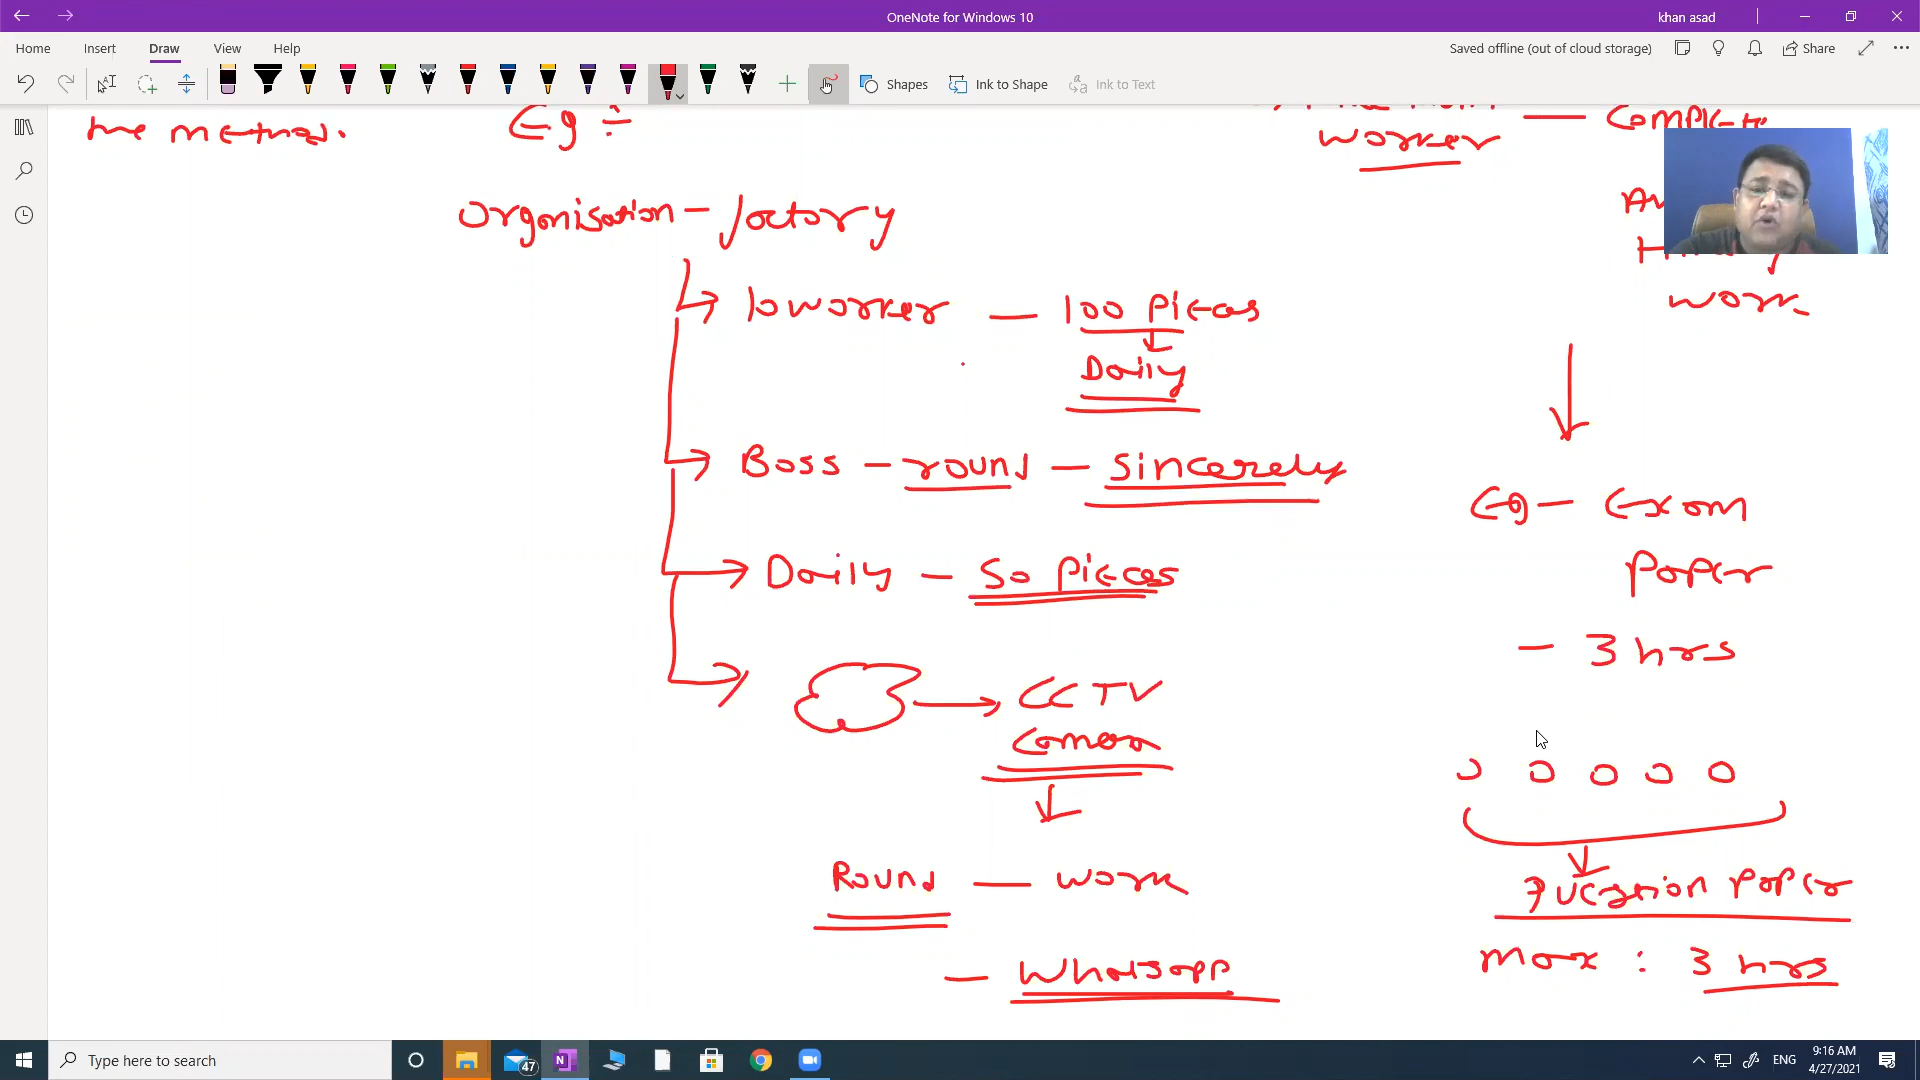 OneNote for Windows 10
khan asad
Home Insert Draw View Help
Saved offline (out of cloud storage)
Share
Shapes
Ink to Shape
Ink to Text
the method.
Eg ÷
worker — Complete
Organisation - factory
work
10 worker — 100 Pieces
Daily
Boss - round - sincerely
Daily - 50 Pieces
CCTV
Camera
Round — work
- Whatsapp
Eg - Exam
Paper
- 3 hrs
O O O O O
Question Paper
Max : 3 hrs
Type here to search
47
ENG
9:16 AM
4/27/2021